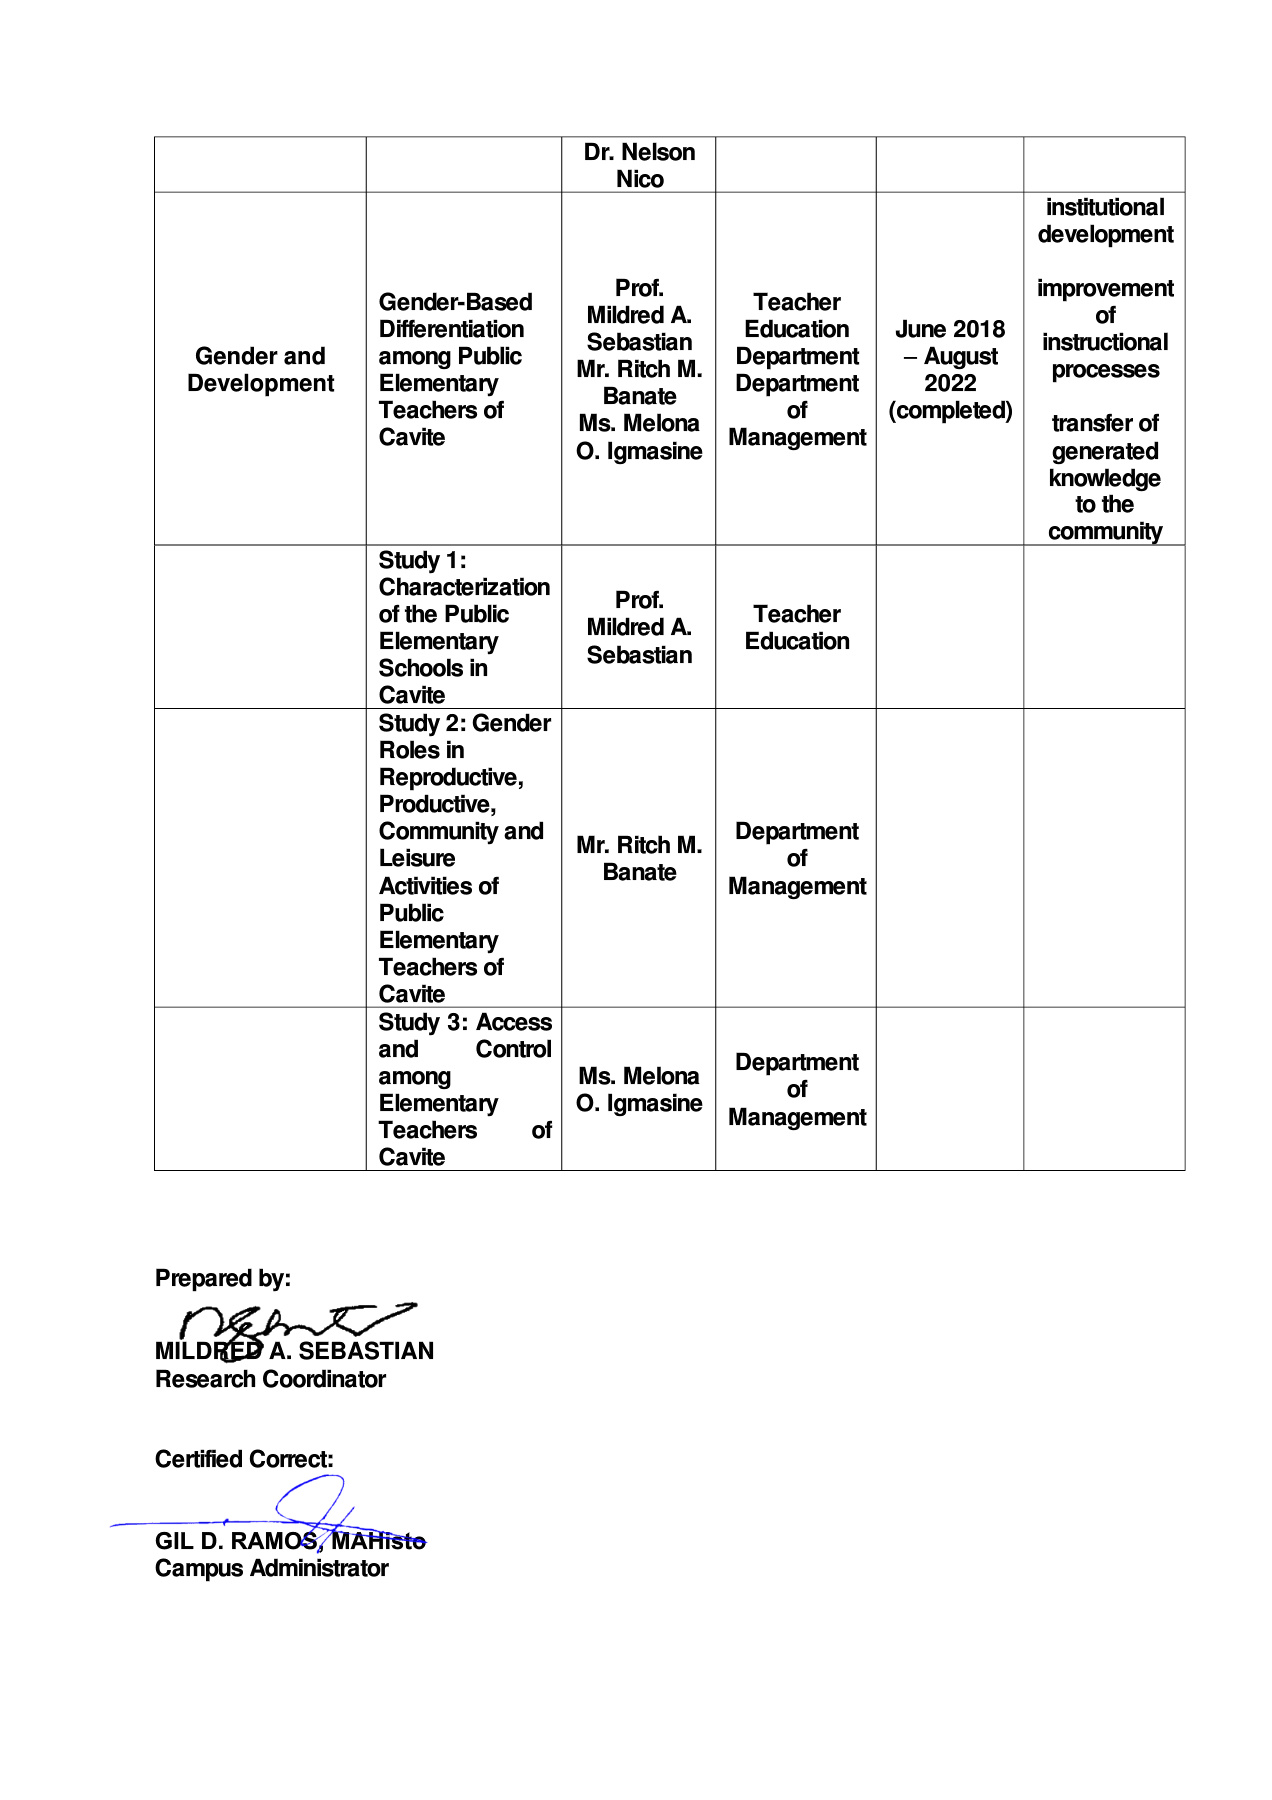 Dr. Nelson
Nico
Gender and
Development
Gender-Based
Differentiation
among Public
Elementary
Teachers of
Cavite
Prof.
Mildred A.
Sebastian
Mr. Ritch M.
Banate
Ms. Melona
O. Igmasine
Teacher
Education
Department
Department
of
Management
June 2018
– August
2022
(completed)
institutional
development
improvement
of
instructional
processes
transfer of
generated
knowledge
to the
community
Study 1:
Characterization
of the Public
Elementary
Schools in
Cavite
Prof.
Mildred A.
Sebastian
Teacher
Education
Study 2: Gender
Roles in
Reproductive,
Productive,
Community and
Leisure
Activities of
Public
Elementary
Teachers of
Cavite
Mr. Ritch M.
Banate
Department
of
Management
Study 3: Access
and Control
among
Elementary
Teachers of
Cavite
Ms. Melona
O. Igmasine
Department
of
Management
Prepared by:
MILDRED A. SEBASTIAN
Research Coordinator
Certified Correct:
GIL D. RAMOS, MAHisto
Campus Administrator